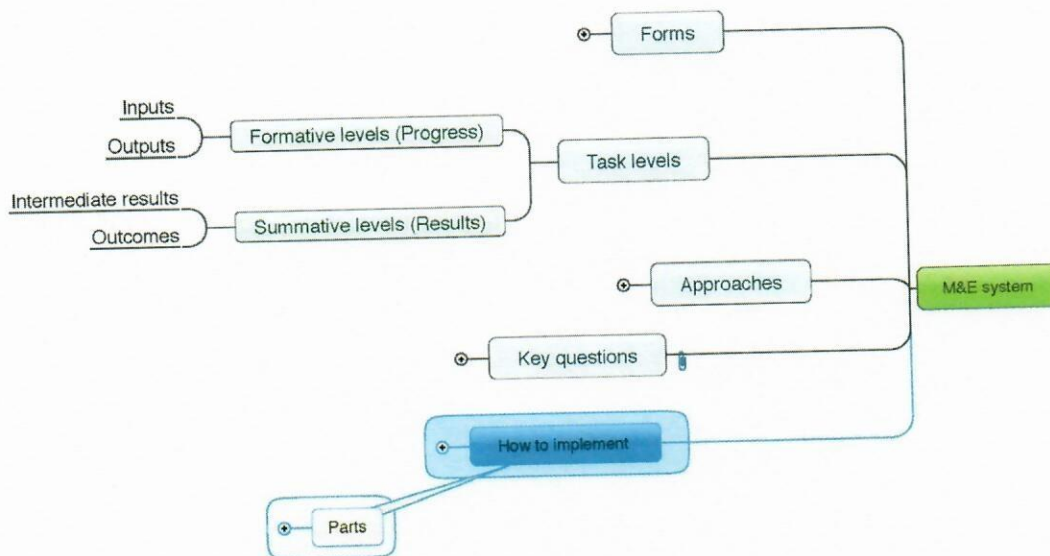 Forms
Inputs
Formative levels (Progress)
Outputs
Task levels
Intermediate results
Summative levels (Results)
Outcomes
Approaches
M&E system
Key questions
How to implement
Parts